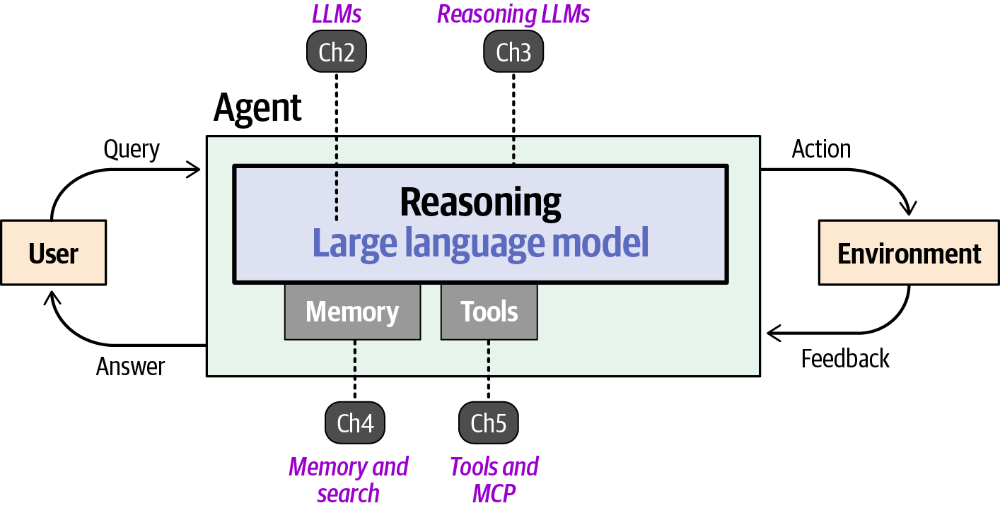 LLMs
Reasoning LLMs
Ch2
Ch3
Agent
Query
Action
Reasoning
Large language model
User
Environment
Memory
Tools
Answer
Feedback
Ch4
Ch5
Memory and
search
Tools and
MCP